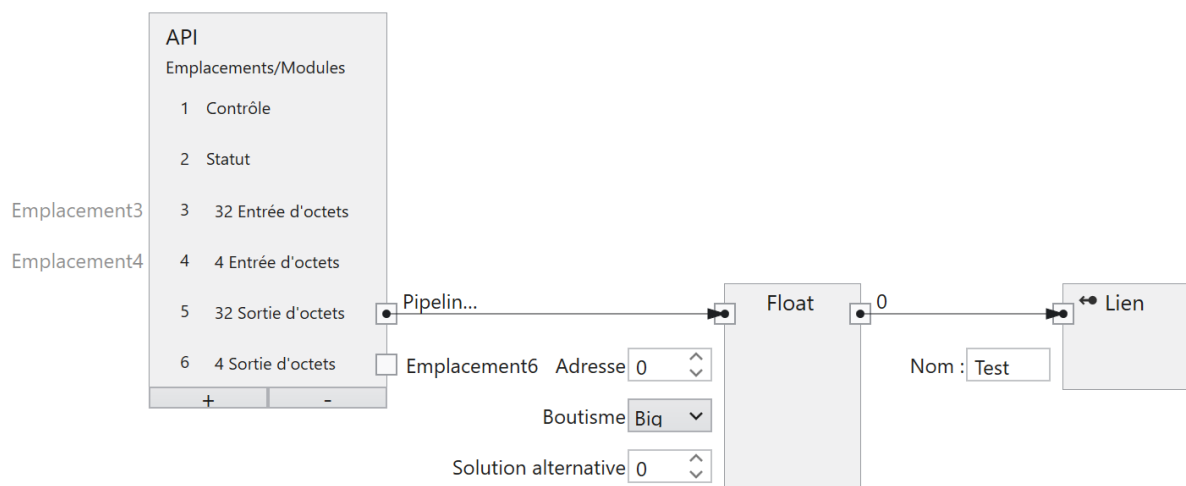 API
Emplacements/Modules
1 Contrôle
2 Statut
Emplacement3 3 32 Entrée d'octets
Emplacement4 4 4 Entrée d'octets
5 32 Sortie d'octets Pipelin... Float 0 Lien
6 4 Sortie d'octets Emplacement6 Adresse 0 Nom : Test
+ -
Boutisme Big
Solution alternative 0